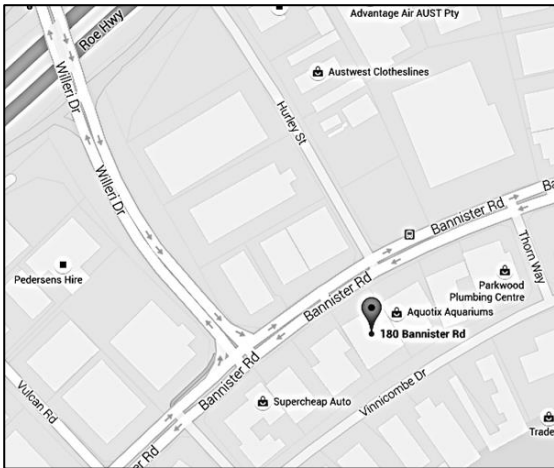 Advantage Air AUST Pty
Roe Hwy
Willeri Dr
Austwest Clotheslines
Hurley St
Willeri Dr
Bannister Rd
Ba
Thorn Way
Pedersens Hire
Parkwood
Plumbing Centre
Bannister Rd
Aquotix Aquariums
180 Bannister Rd
Bannister Rd
Vinnicombe Dr
Supercheap Auto
Vulcan Rd
Trade
ter Rd